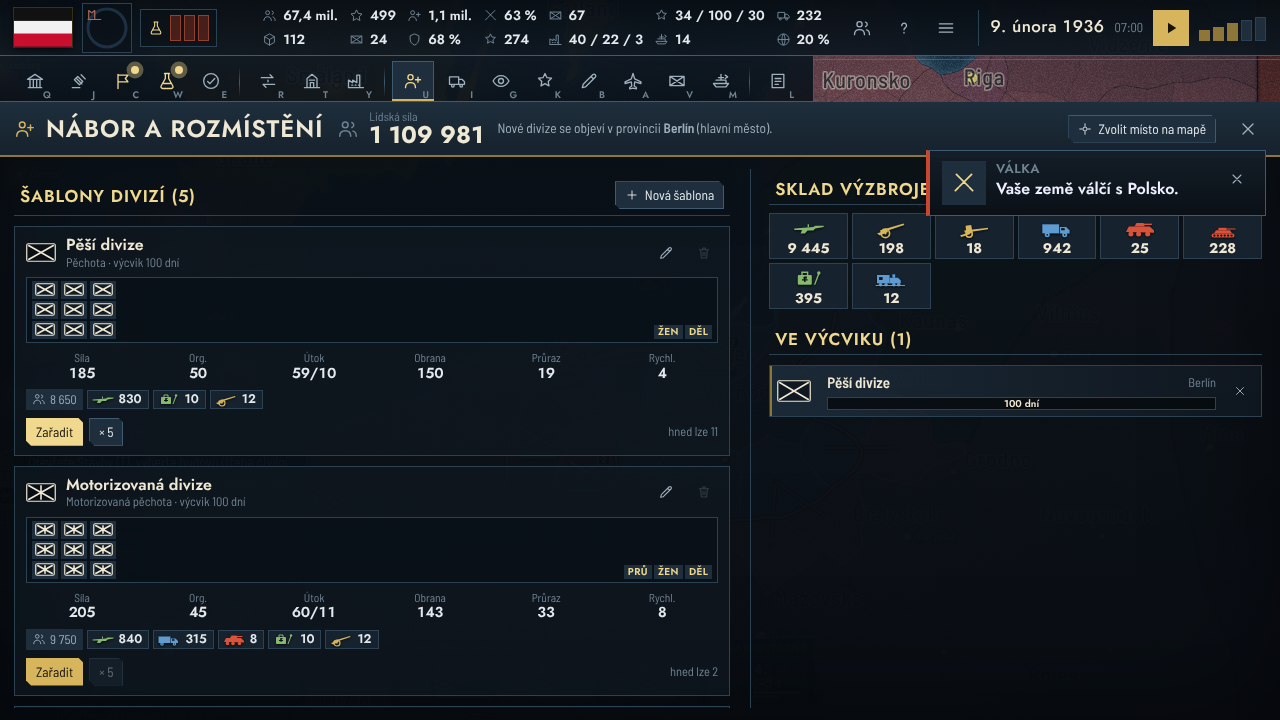 67,4 mil. 499 1,1 mil. 63 % 67 34 / 100 / 30 232
112 24 68 % 274 40 / 22 / 3 14 20 %
? 9. února 1936 07:00
Q J C W E R T Y U I G K B A V M L
Kuronsko Riga
NÁBOR A ROZMÍSTĚNÍ
Lidská síla
1 109 981
Nové divize se objeví v provincii Berlín (hlavní město).
Zvolit místo na mapě
VÁLKA
Vaše země válčí s Polsko.
ŠABLONY DIVIZÍ (5)
Nová šablona
Pěší divize
Pěchota · výcvik 100 dní
ŽEN DĚL
Síla Org. Útok Obrana Průraz Rychl.
185 50 59/10 150 19 4
8 650 830 10 12
Zařadit × 5 hned lze 11
Motorizovaná divize
Motorizovaná pěchota · výcvik 100 dní
PRŮ ŽEN DĚL
Síla Org. Útok Obrana Průraz Rychl.
205 45 60/11 143 33 8
9 750 840 315 8 10 12
Zařadit × 5 hned lze 2
SKLAD VÝZBROJE
9 445 198 18 942 25 228
395 12
VE VÝCVIKU (1)
Pěší divize Berlin
100 dní